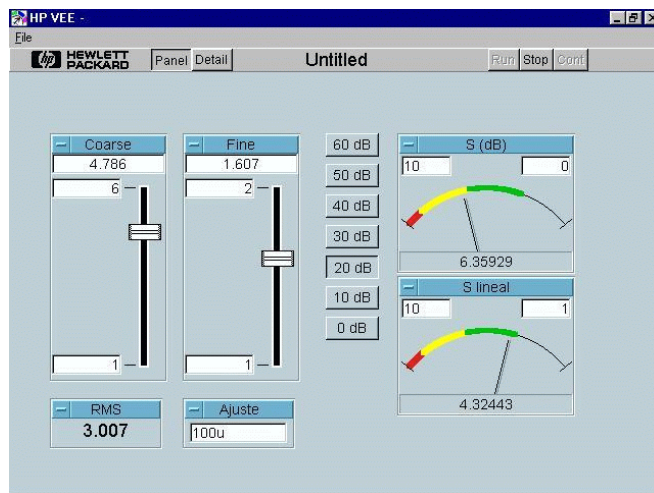 HP VEE -
File
hp HEWLETT PACKARD Panel Detail Untitled Run Stop Cont
Coarse
4.786
6
1
Fine
1.607
2
1
60 dB
50 dB
40 dB
30 dB
20 dB
10 dB
0 dB
S (dB)
10 0
6.35929
S lineal
10 1
4.32443
RMS
3.007
Ajuste
100u